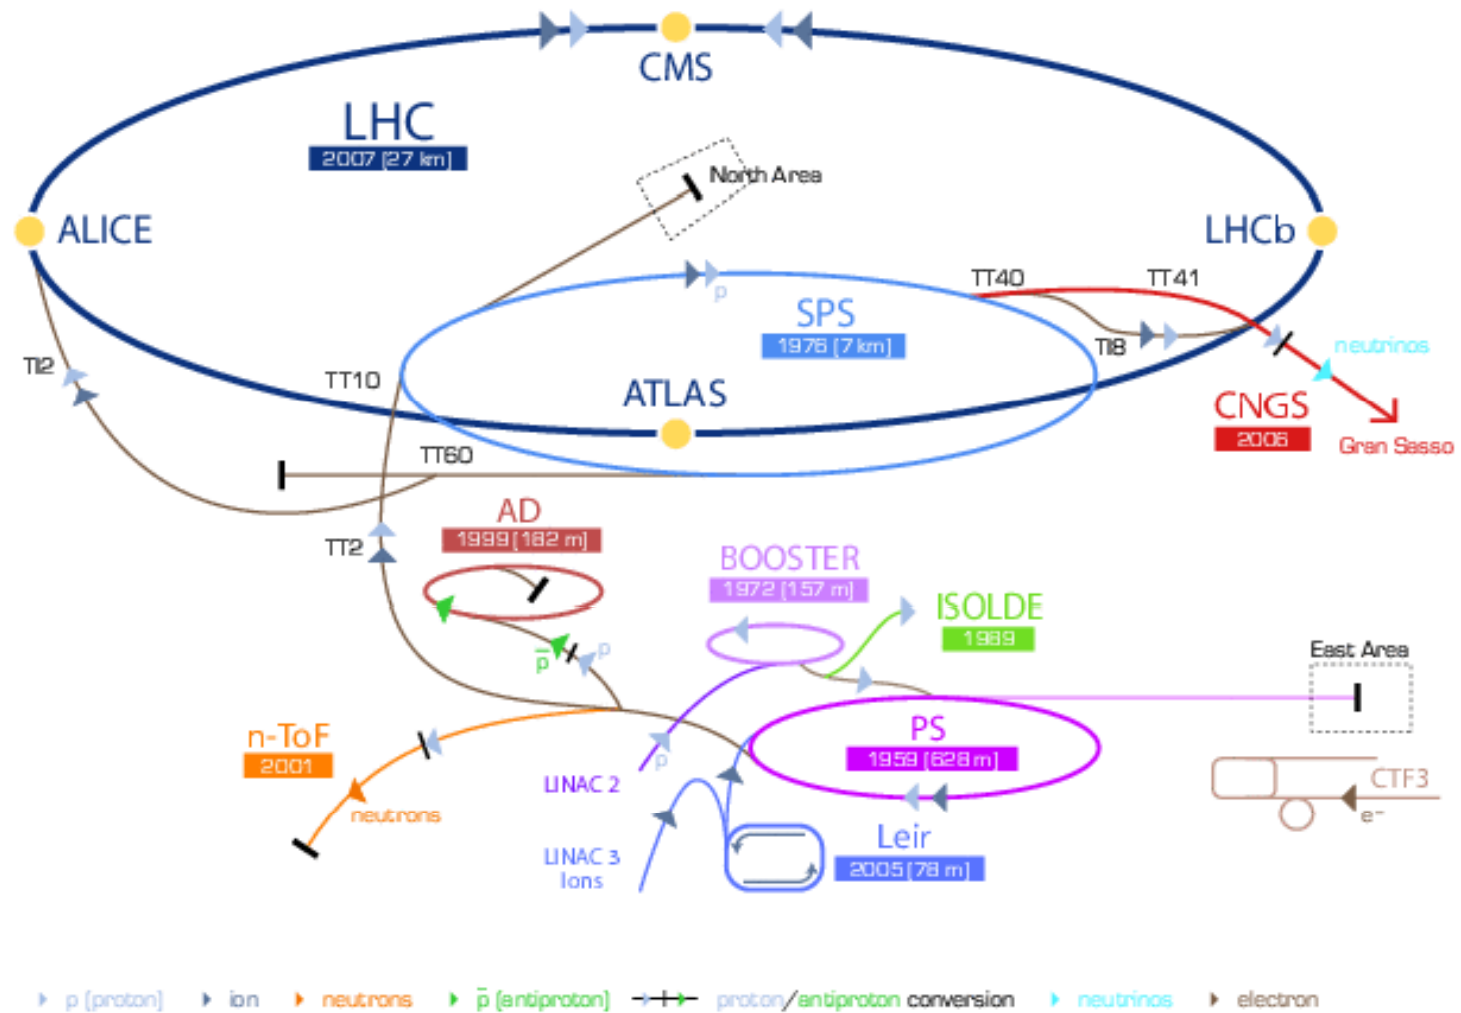 CMS
LHC
2007 [27 km]
North Area
ALICE
LHCb
TT40
TT41
p
SPS
1976 [7 km]
TI8
neutrinos
TI2
TT10
ATLAS
CNGS
2006
Gran Sasso
TT60
AD
1999 [182 m]
TT2
BOOSTER
1972 [157 m]
ISOLDE
1989
p̅
p
East Area
n-ToF
2001
PS
1959 [628 m]
p
LINAC 2
neutrons
CTF3
e⁻
Leir
2005 [78 m]
LINAC 3
Ions
p [proton]
ion
neutrons
p̅ [antiproton]
proton/antiproton conversion
neutrinos
electron